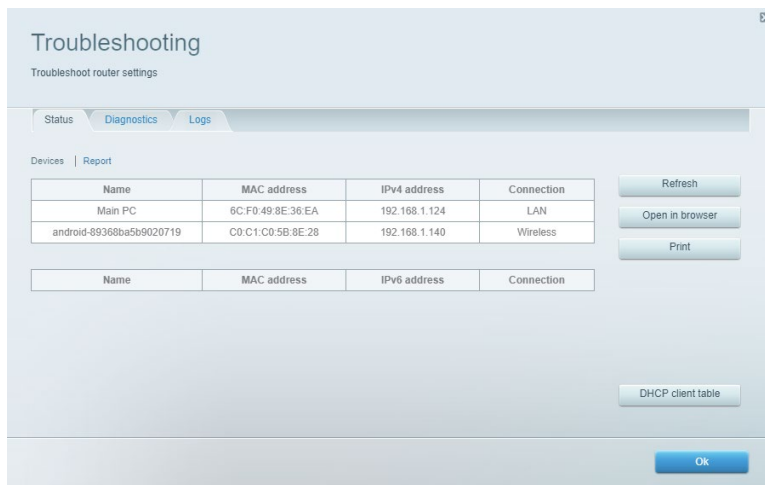 Troubleshooting
Troubleshoot router settings
Status Diagnostics Logs
Devices | Report
Name MAC address IPv4 address Connection
Main PC 6C:F0:49:8E:36:EA 192.168.1.124 LAN
android-89368ba5b9020719 C0:C1:C0:5B:8E:28 192.168.1.140 Wireless
Name MAC address IPv6 address Connection
Refresh
Open in browser
Print
DHCP client table
Ok